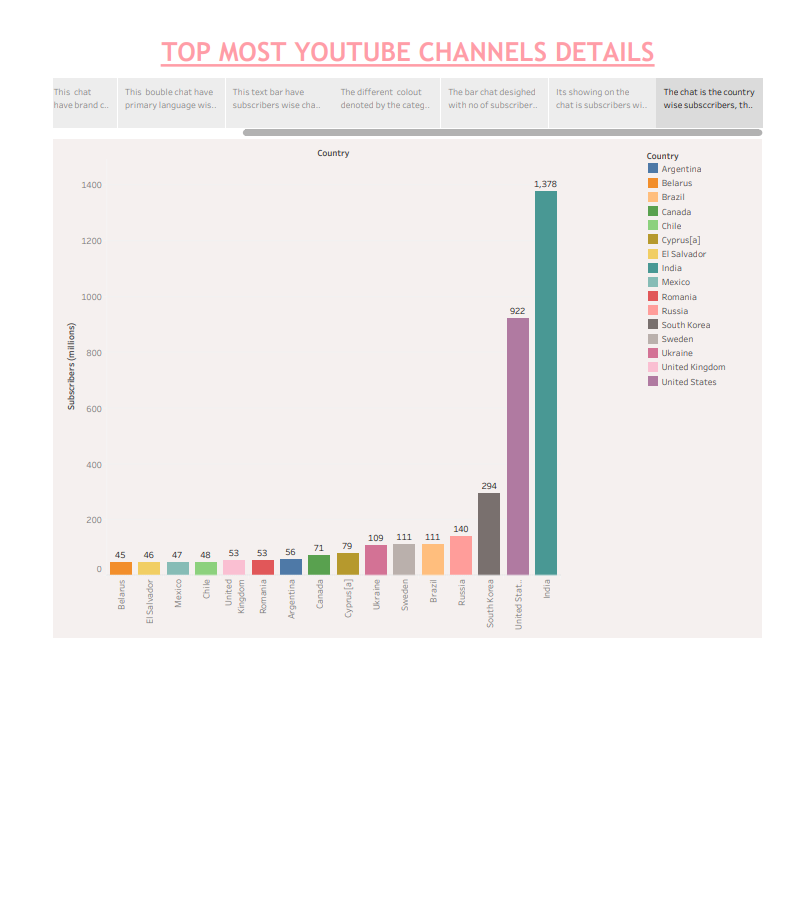 TOP MOST YOUTUBE CHANNELS DETAILS
This chat
have brand c..
This bouble chat have
primary language wis..
This text bar have
subscribers wise cha..
The different colout
denoted by the categ..
The bar chat desighed
with no of subscriber..
Its showing on the
chat is subscribers wi..
The chat is the country
wise subsccribers, th..
Country
Subscribers (millions)
1400
1200
1000
800
600
400
200
0
45
46
47
48
53
53
56
71
79
109
111
111
140
294
922
1,378
Belarus
El Salvador
Mexico
Chile
United
Kingdom
Romania
Argentina
Canada
Cyprus[a]
Ukraine
Sweden
Brazil
Russia
South Korea
United Stat..
India
Country
Argentina
Belarus
Brazil
Canada
Chile
Cyprus[a]
El Salvador
India
Mexico
Romania
Russia
South Korea
Sweden
Ukraine
United Kingdom
United States